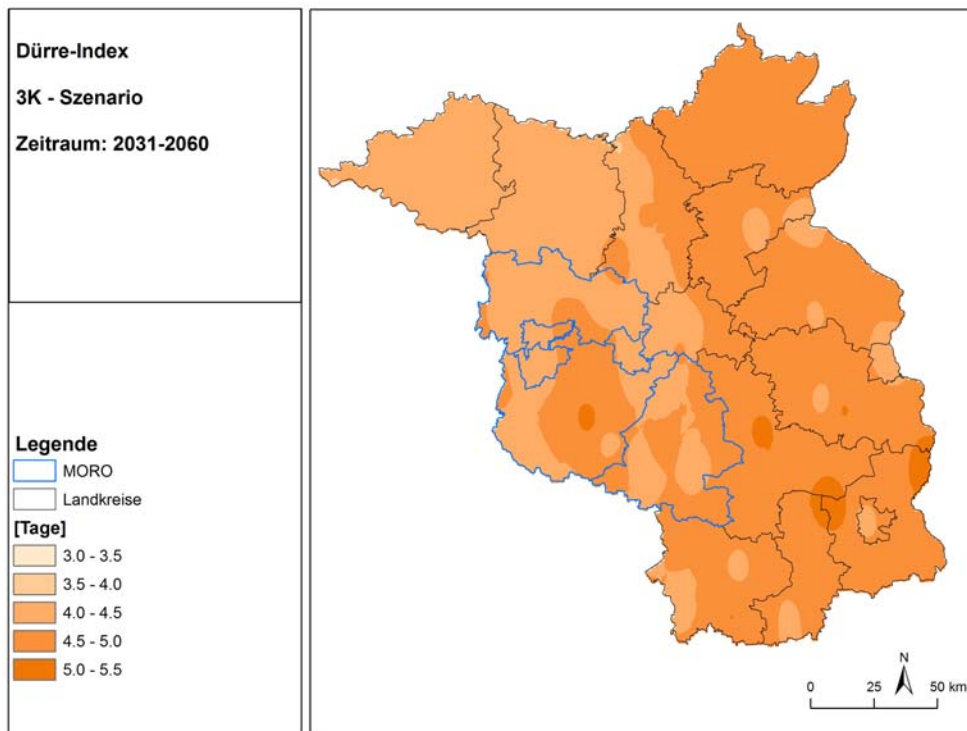 Dürre-Index
3K - Szenario
Zeitraum: 2031-2060
Legende
MORO
Landkreise
[Tage]
3.0 - 3.5
3.5 - 4.0
4.0 - 4.5
4.5 - 5.0
5.0 - 5.5
N
0 25 50 km